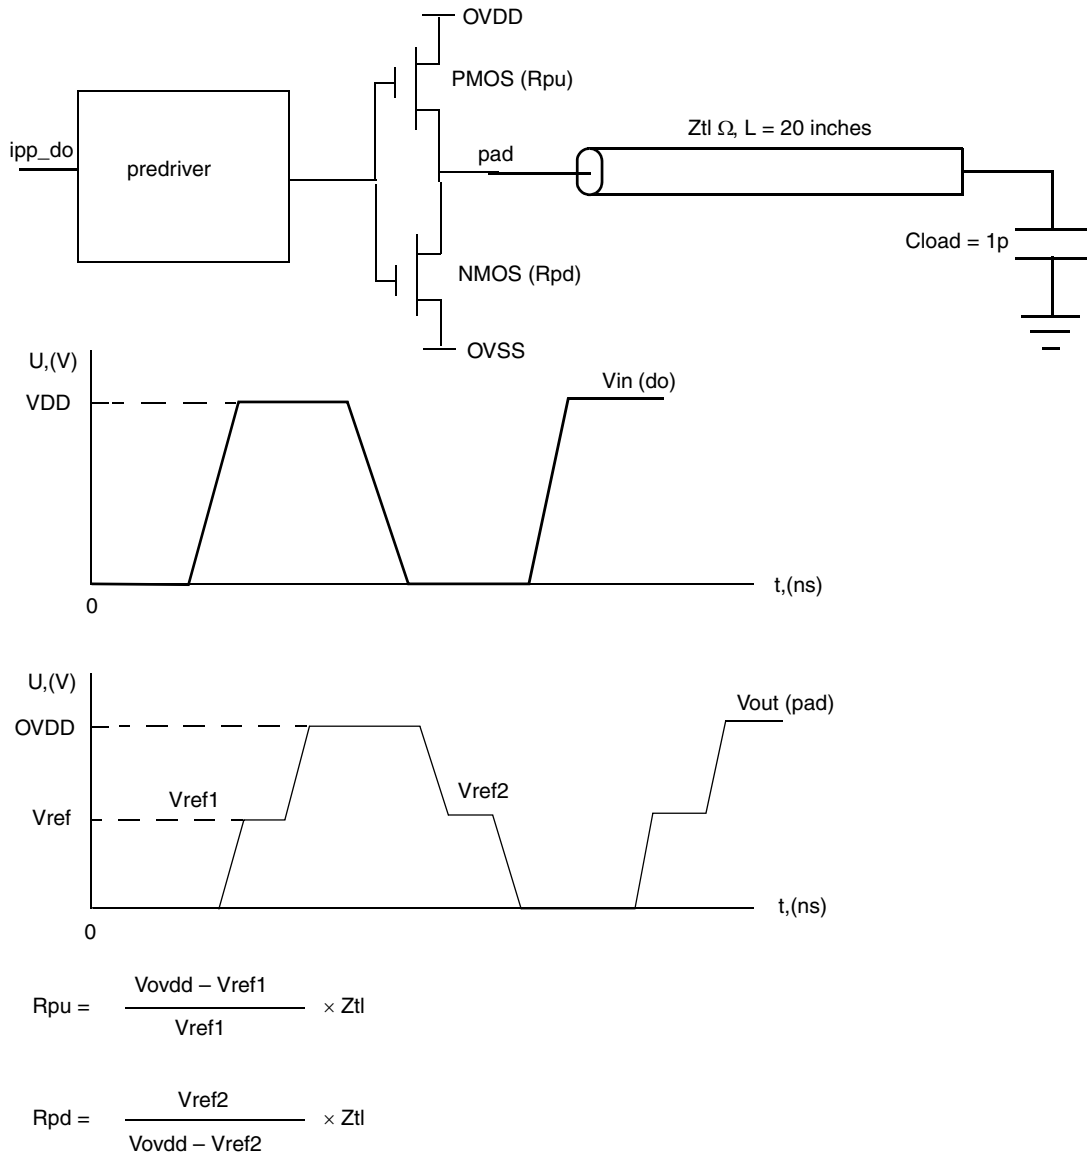 OVDD
PMOS (Rpu)
Ztl Ω, L = 20 inches
ipp_do
predriver
pad
Cload = 1p
NMOS (Rpd)
OVSS
U,(V)
VDD
Vin (do)
t,(ns)
0
U,(V)
OVDD
Vout (pad)
Vref1
Vref2
Vref
t,(ns)
0
Vovdd – Vref1
Rpu = × Ztl
Vref1
Vref2
Rpd = × Ztl
Vovdd – Vref2